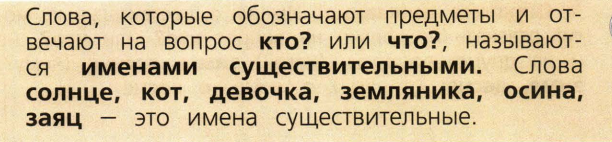 Слова, которые обозначают предметы и от-
вечают на вопрос кто? или что?, называют-
ся именами существительными. Слова
солнце, кот, девочка, земляника, осина,
заяц – это имена существительные.